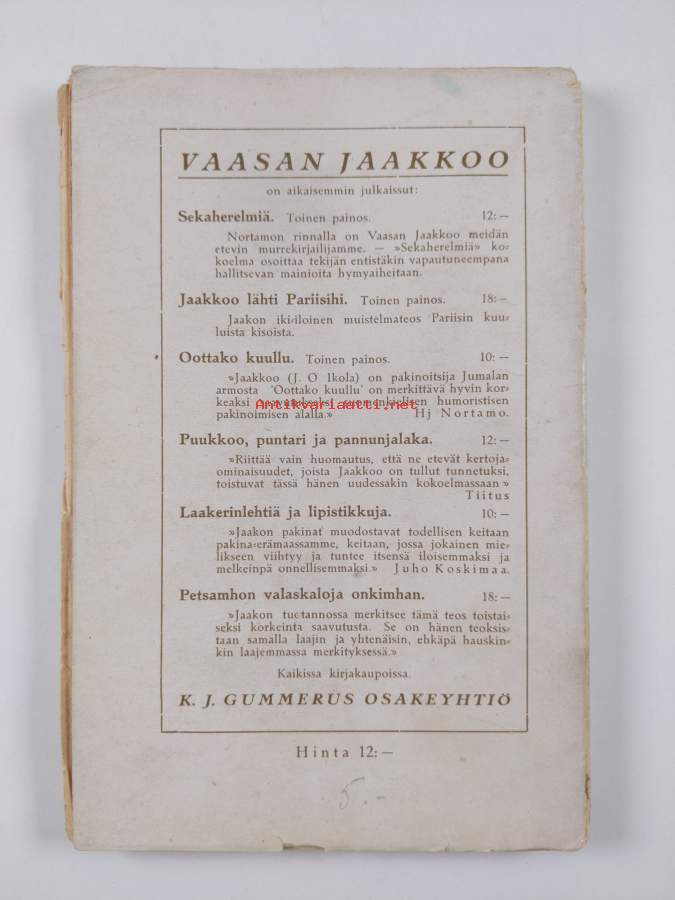 VAASAN JAAKKOO
on aikaisemmin julkaissut:
Sekaherelmiä. Toinen painos. 12:—
Nortamon rinnalla on Vaasan Jaakkoo meidän
etevin murrekirjailijamme. — »Sekaherelmiä» ko-
koelma osoittaa tekijän entistäkin vapautuneempana
hallitsevan mainioita hymyaiheitaan.
Jaakkoo lähti Pariisihi. Toinen painos. 18:—
Jaakon iki-iloinen muistelmateos Pariisin kuu-
luista kisoista.
Oottako kuullu. Toinen painos. 10:—
»Jaakkoo (J. O Ikola) on pakinoitsija Jumalan
armosta 'Oottako kuullu' on merkittävä hyvin kor-
keaksi saavutukseksi suomenkielisen humoristisen
pakinoimisen alalla.» Hj Nortamo.
Antikvariaatti.net
Puukkoo, puntari ja pannunjalaka. 12:—
»Riittää vain huomautus, että ne etevät kertoja-
ominaisuudet, joista Jaakkoo on tullut tunnetuksi,
toistuvat tässä hänen uudessakin kokoelmassaan»
Tiitus
Laakerinlehtiä ja lipistikkuja. 10:—
»Jaakon pakinat muodostavat todellisen keitaan
pakina-erämaassamme, keitaan, jossa jokainen mie-
likseen viihtyy ja tuntee itsensä iloisemmaksi ja
melkeinpä onnellisemmaksi.» Juho Koskimaa.
Petsamhon valaskaloja onkimhan. 18:—
»Jaakon tuotannossa merkitsee tämä teos toistai-
seksi korkeinta saavutusta. Se on hänen teoksis-
taan samalla laajin ja yhtenäisin, ehkäpä hauskin-
kin laajemmassa merkityksessä.»
Kaikissa kirjakaupoissa.
K. J. GUMMERUS OSAKEYHTIÖ
Hinta 12:—
5.-